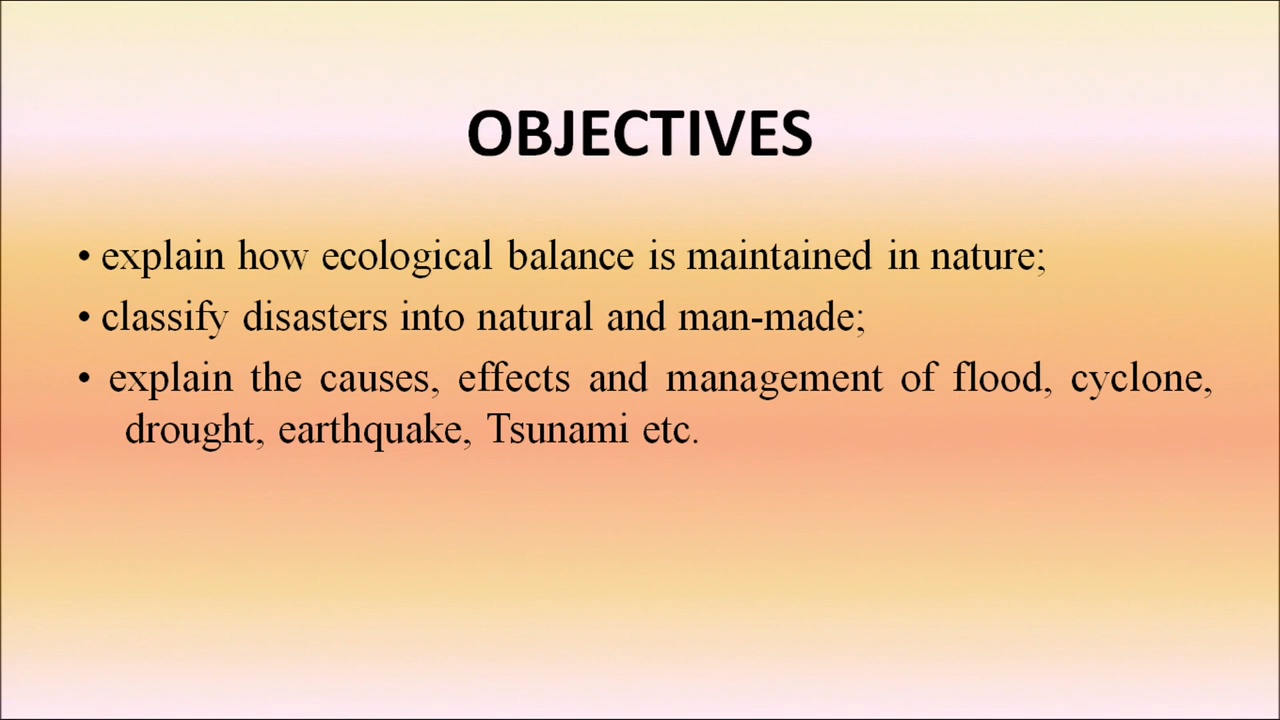 OBJECTIVES
• explain how ecological balance is maintained in nature;
• classify disasters into natural and man-made;
• explain the causes, effects and management of flood, cyclone,
drought, earthquake, Tsunami etc.